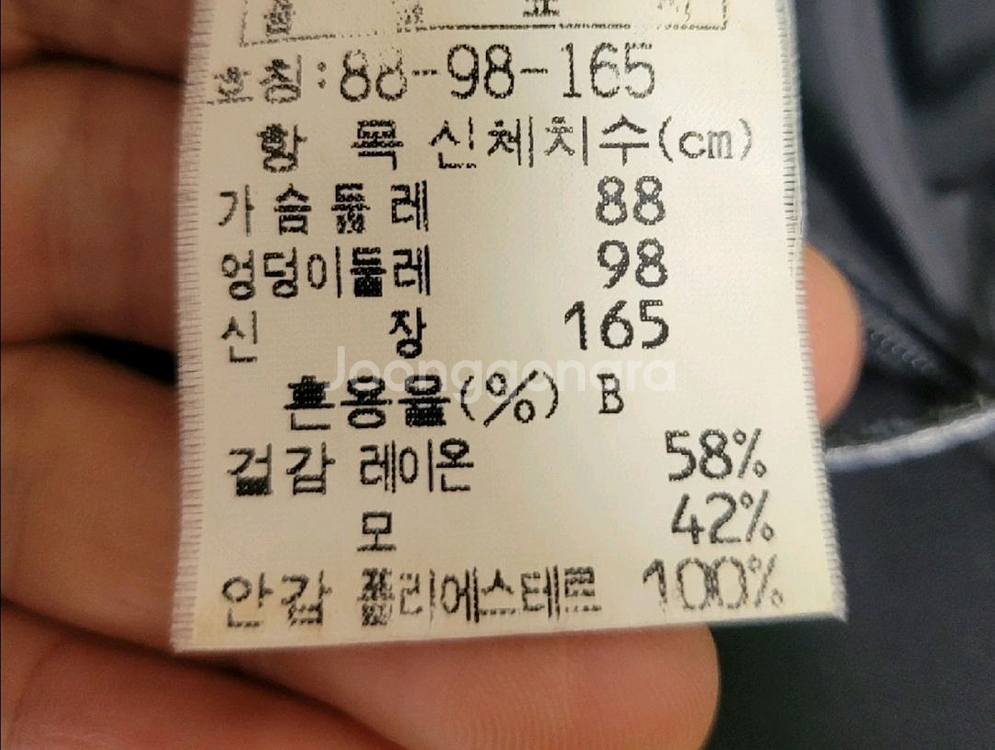 호칭:88-98-165
항 목 신체치수(cm)
가슴둘레 88
엉덩이둘레 98
신 장 165
Joonggonara
혼용율(%) B
겉감 레이온 58%
모 42%
안감 폴리에스테르 100%